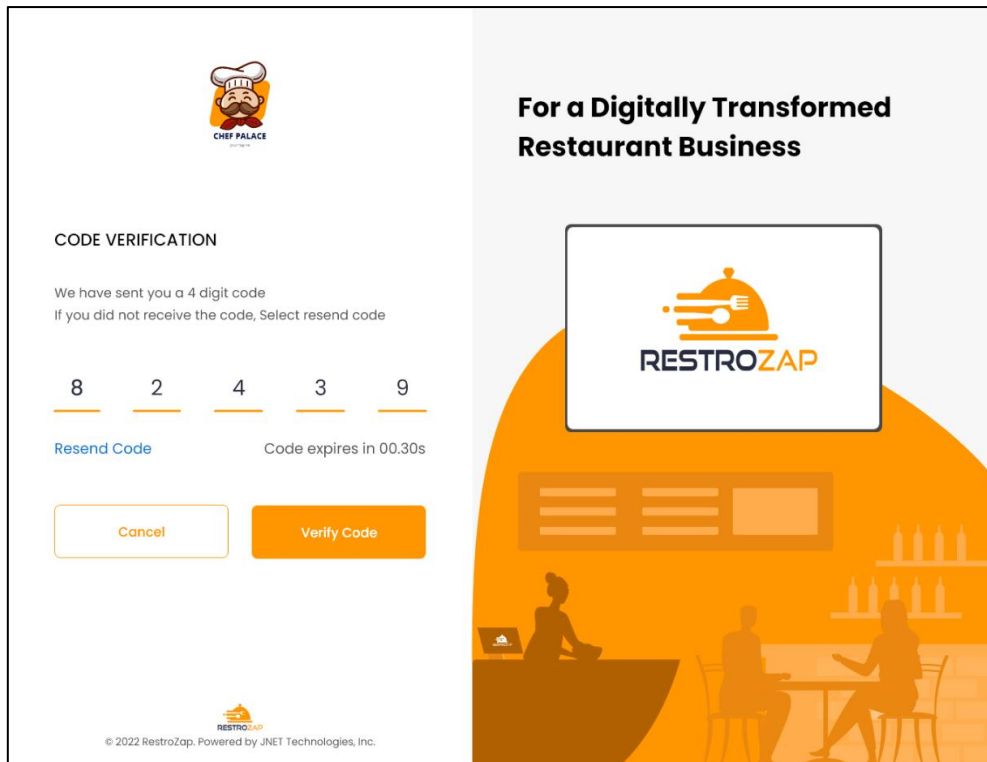 CHEF PALACE
CODE VERIFICATION
We have sent you a 4 digit code
If you did not receive the code, Select resend code
8 2 4 3 9
Resend Code Code expires in 00.30s
Cancel Verify Code
RESTROZAP
© 2022 RestroZap. Powered by JNET Technologies, Inc.
For a Digitally Transformed
Restaurant Business
RESTROZAP